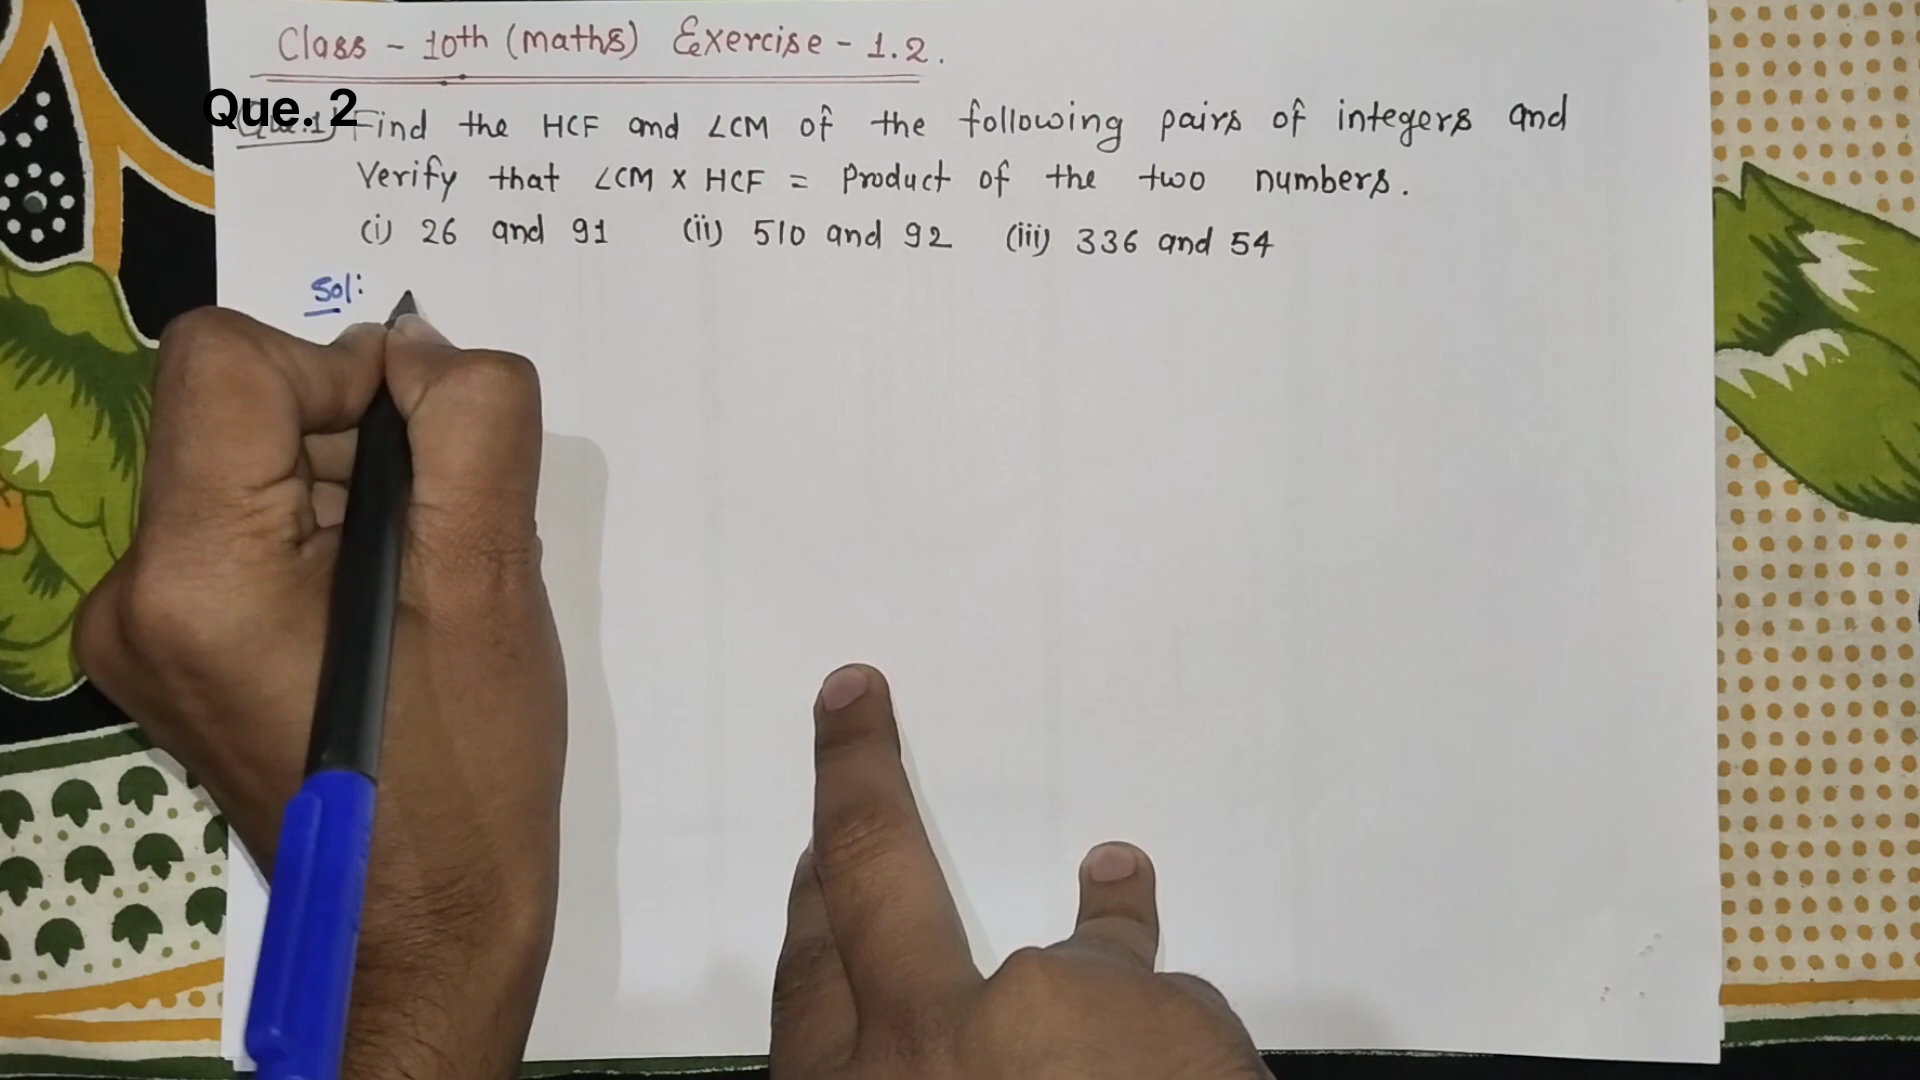 Class - 10th (maths) Exercise - 1.2.
Que. 2 Find the HCF and LCM of the following pairs of integers and
Verify that LCM x HCF = Product of the two numbers.
(i) 26 and 91 (ii) 510 and 92 (iii) 336 and 54
Sol: